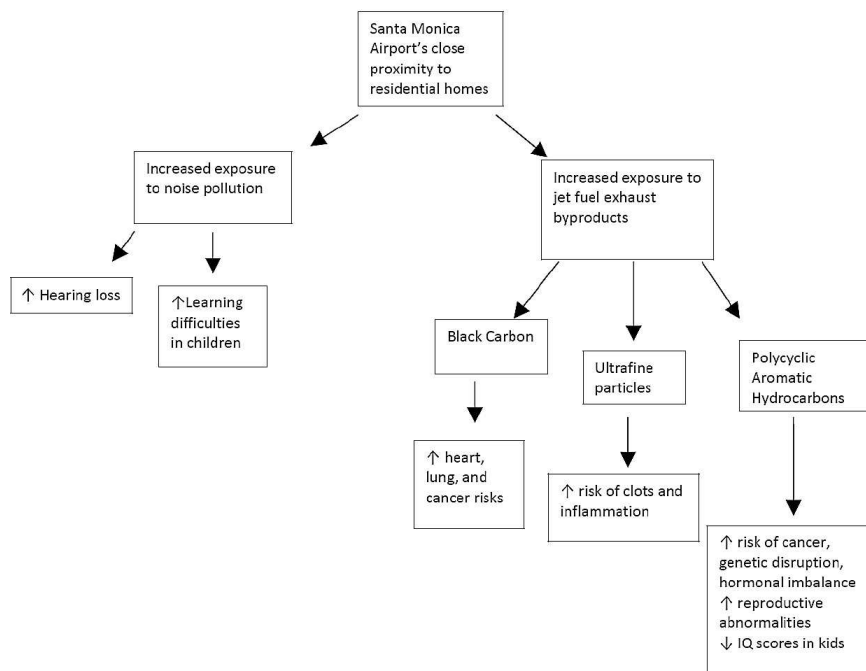 Santa Monica
Airport's close
proximity to
residential homes
Increased exposure
to noise pollution
Increased exposure to
jet fuel exhaust
byproducts
↑ Hearing loss
↑Learning
difficulties
in children
Black Carbon
Ultrafine
particles
Polycyclic
Aromatic
Hydrocarbons
↑ heart,
lung, and
cancer risks
↑ risk of clots and
inflammation
↑ risk of cancer,
genetic disruption,
hormonal imbalance
↑ reproductive
abnormalities
↓ IQ scores in kids